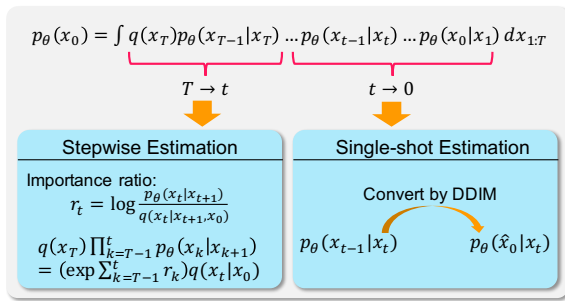 p_θ(x_0) = ∫ q(x_T)p_θ(x_{T−1}|x_T) …p_θ(x_{t−1}|x_t) …p_θ(x_0|x_1) dx_{1:T}
T → t
t → 0
Stepwise Estimation
Importance ratio:
r_t = log p_θ(x_t|x_{t+1}) / q(x_t|x_{t+1},x_0)
q(x_T) ∏_{k=T−1}^{t} p_θ(x_k|x_{k+1})
= (exp ∑_{k=T−1}^{t} r_k)q(x_t|x_0)
Single-shot Estimation
Convert by DDIM
p_θ(x_{t−1}|x_t)
p_θ(x̂_0|x_t)